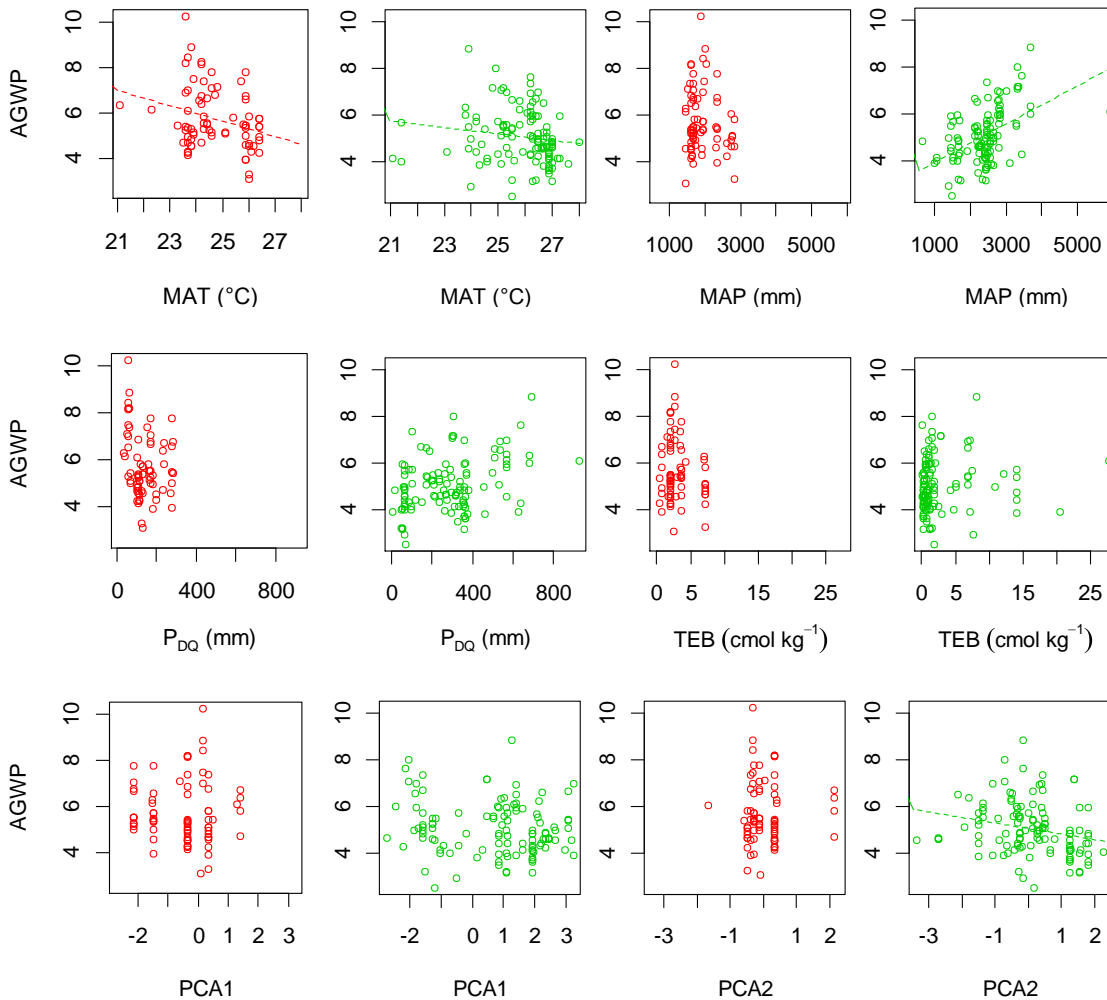 AGWP
4 6 8 10
4 6 8 10
4 6 8 10
4 6 8 10
21 23 25 27
21 23 25 27
1000 3000 5000
1000 3000 5000
MAT (°C)
MAT (°C)
MAP (mm)
MAP (mm)
AGWP
4 6 8 10
4 6 8 10
4 6 8 10
4 6 8 10
0 400 800
0 400 800
0 5 15 25
0 5 15 25
P_DQ (mm)
P_DQ (mm)
TEB (cmol kg⁻¹)
TEB (cmol kg⁻¹)
AGWP
4 6 8 10
4 6 8 10
4 6 8 10
4 6 8 10
-2 0 1 2 3
-2 0 1 2 3
-3 -1 1 2
-3 -1 1 2
PCA1
PCA1
PCA2
PCA2